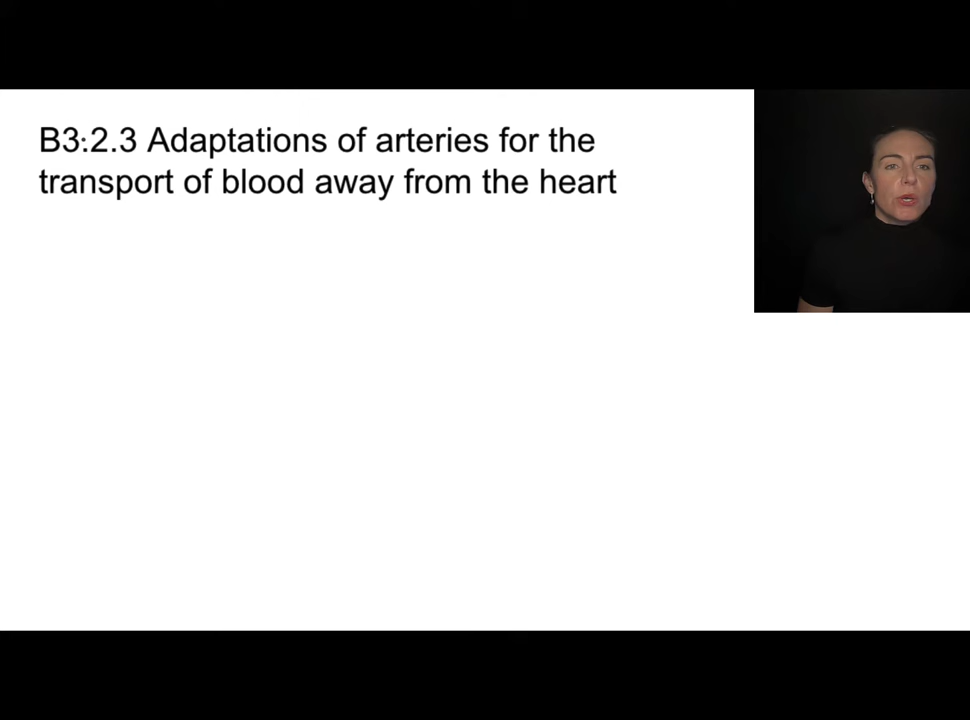 B3:2.3 Adaptations of arteries for the
transport of blood away from the heart